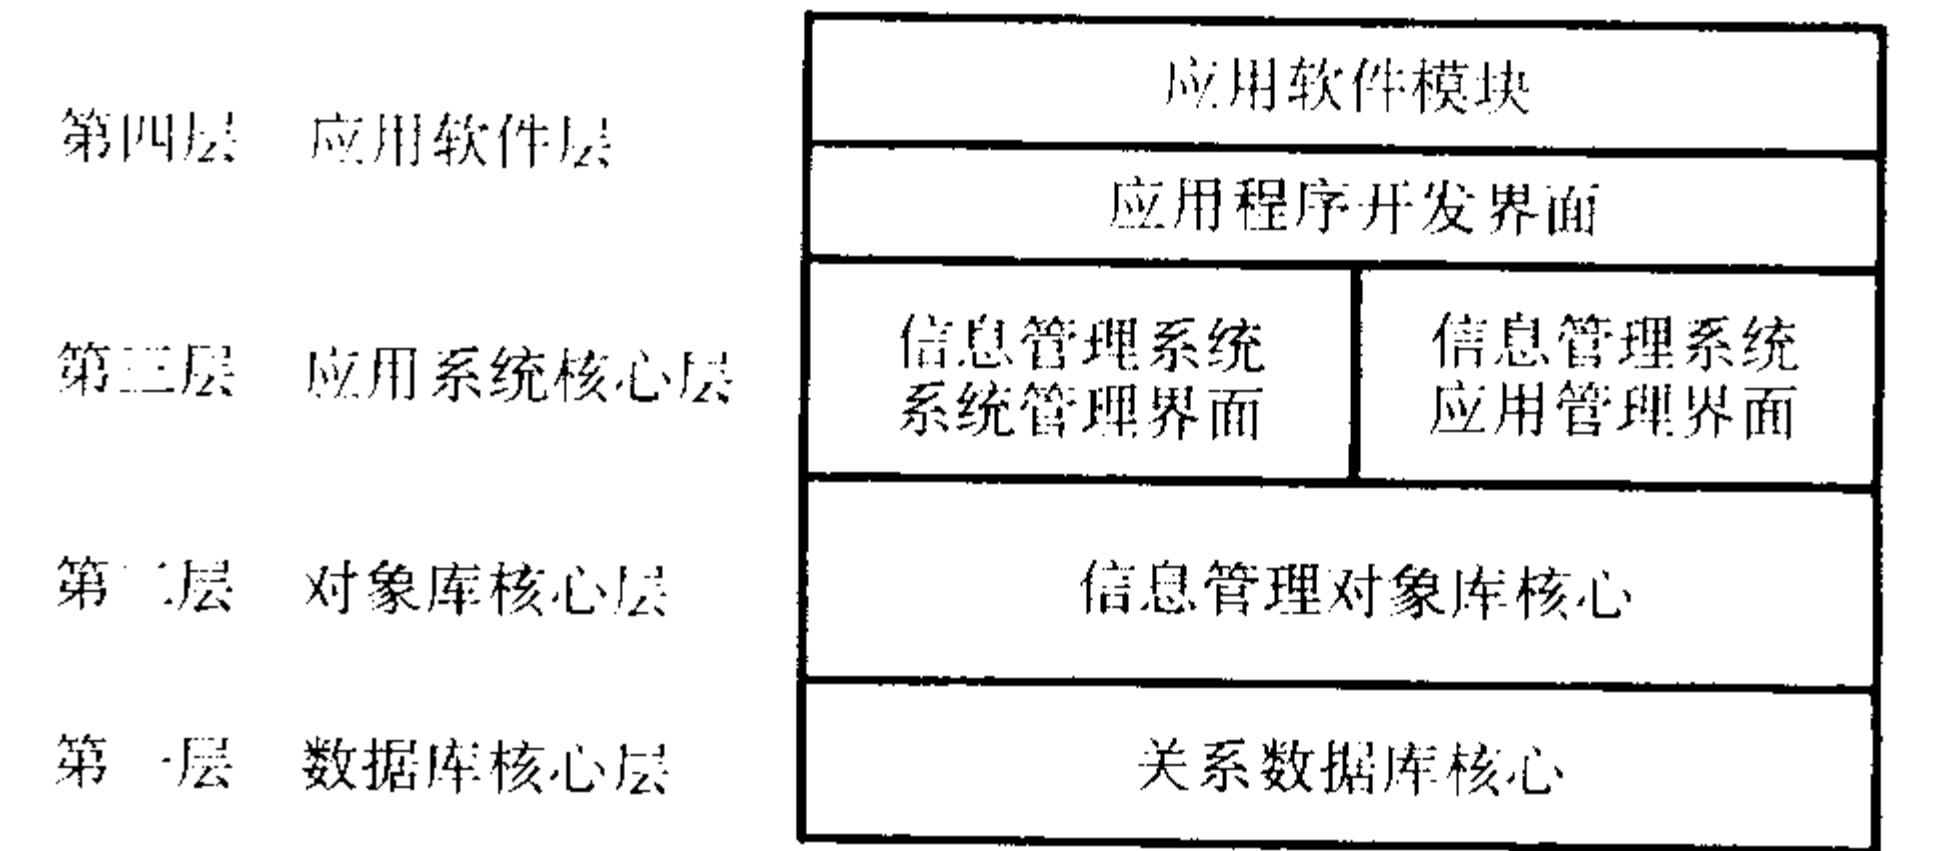 应用软件模块
第四层 应用软件层
应用程序开发界面
第三层 应用系统核心层
信息管理系统
系统管理界面
信息管理系统
应用管理界面
第二层 对象库核心层
信息管理对象库核心
第一层 数据库核心层
关系数据库核心